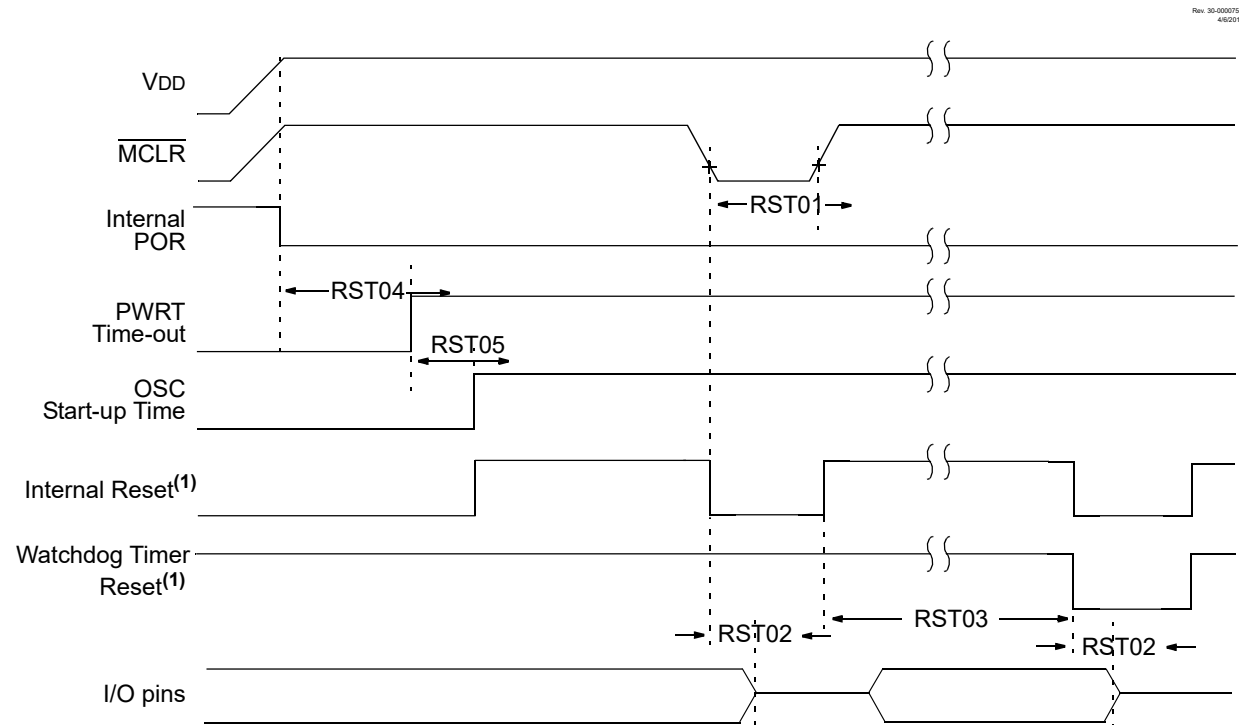 Rev. 30-000075
4/6/201
VDD
MCLR
RST01
Internal
POR
RST04
PWRT
Time-out
RST05
OSC
Start-up Time
Internal Reset(1)
Watchdog Timer
Reset(1)
RST03
RST02
RST02
I/O pins